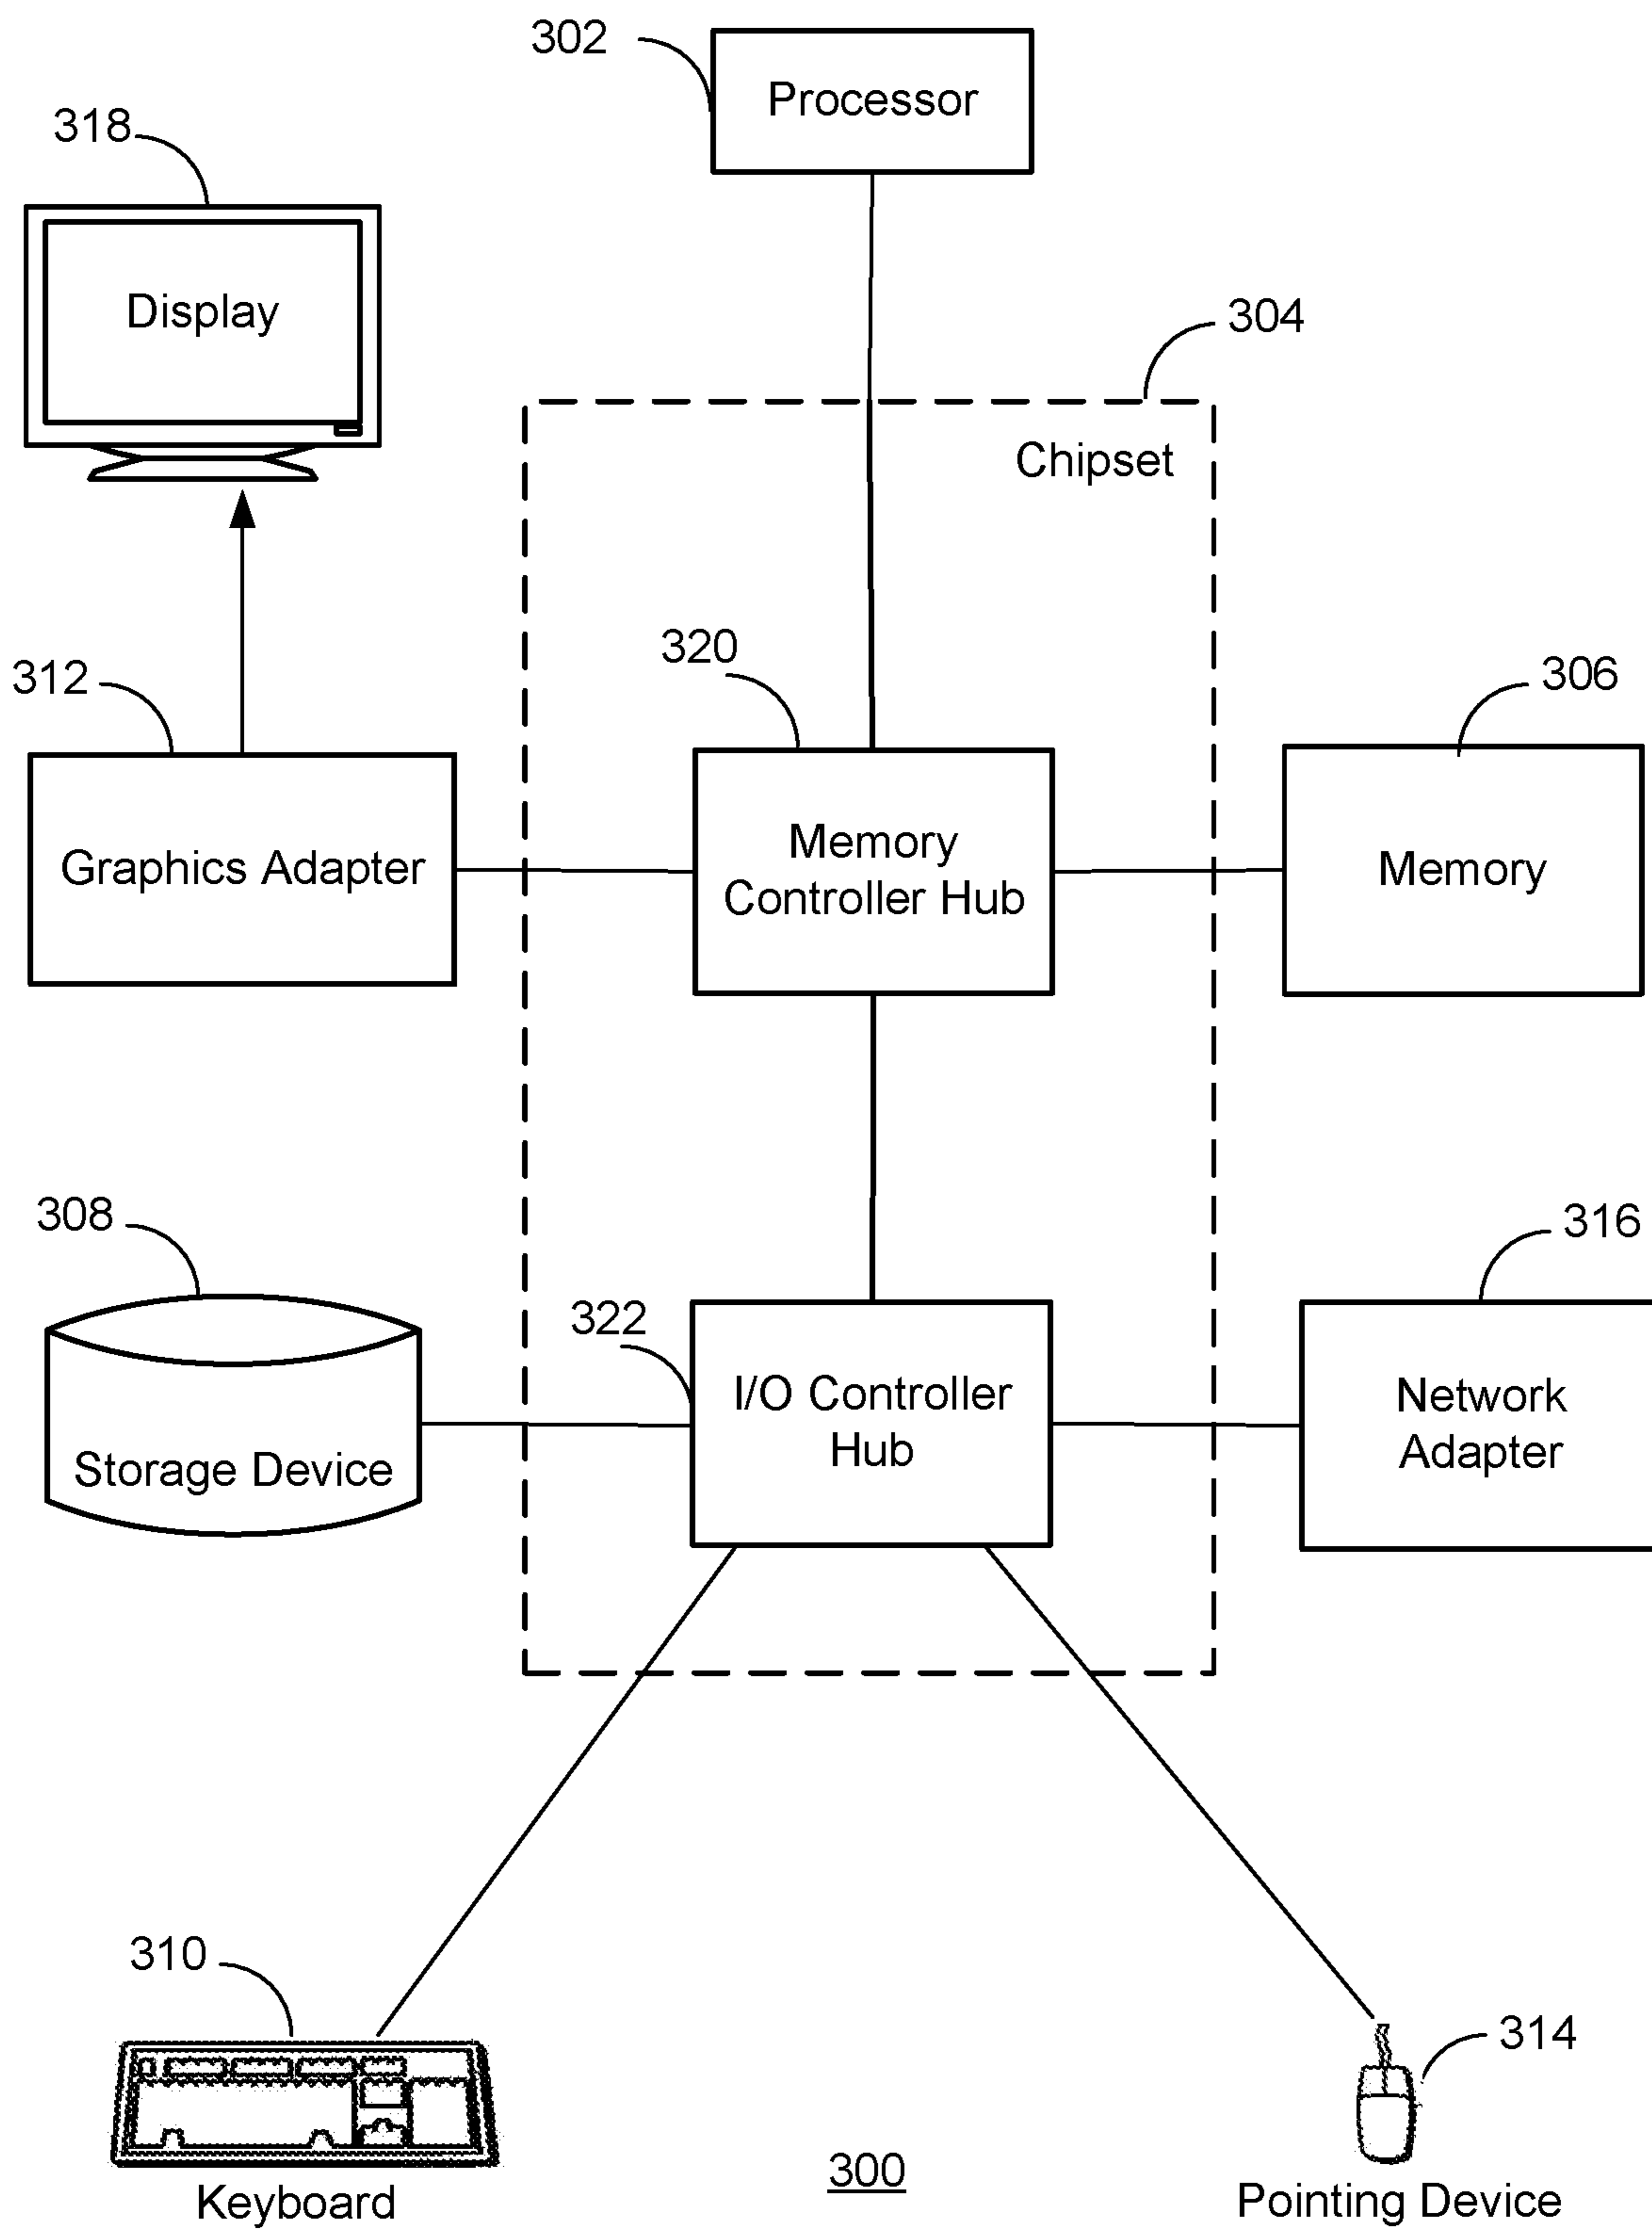 302
Processor
318
Display
304
Chipset
320
312
306
Memory
Controller Hub
Graphics Adapter
Memory
308
316
322
I/O Controller
Hub
Network
Adapter
Storage Device
310
314
300
Keyboard
Pointing Device